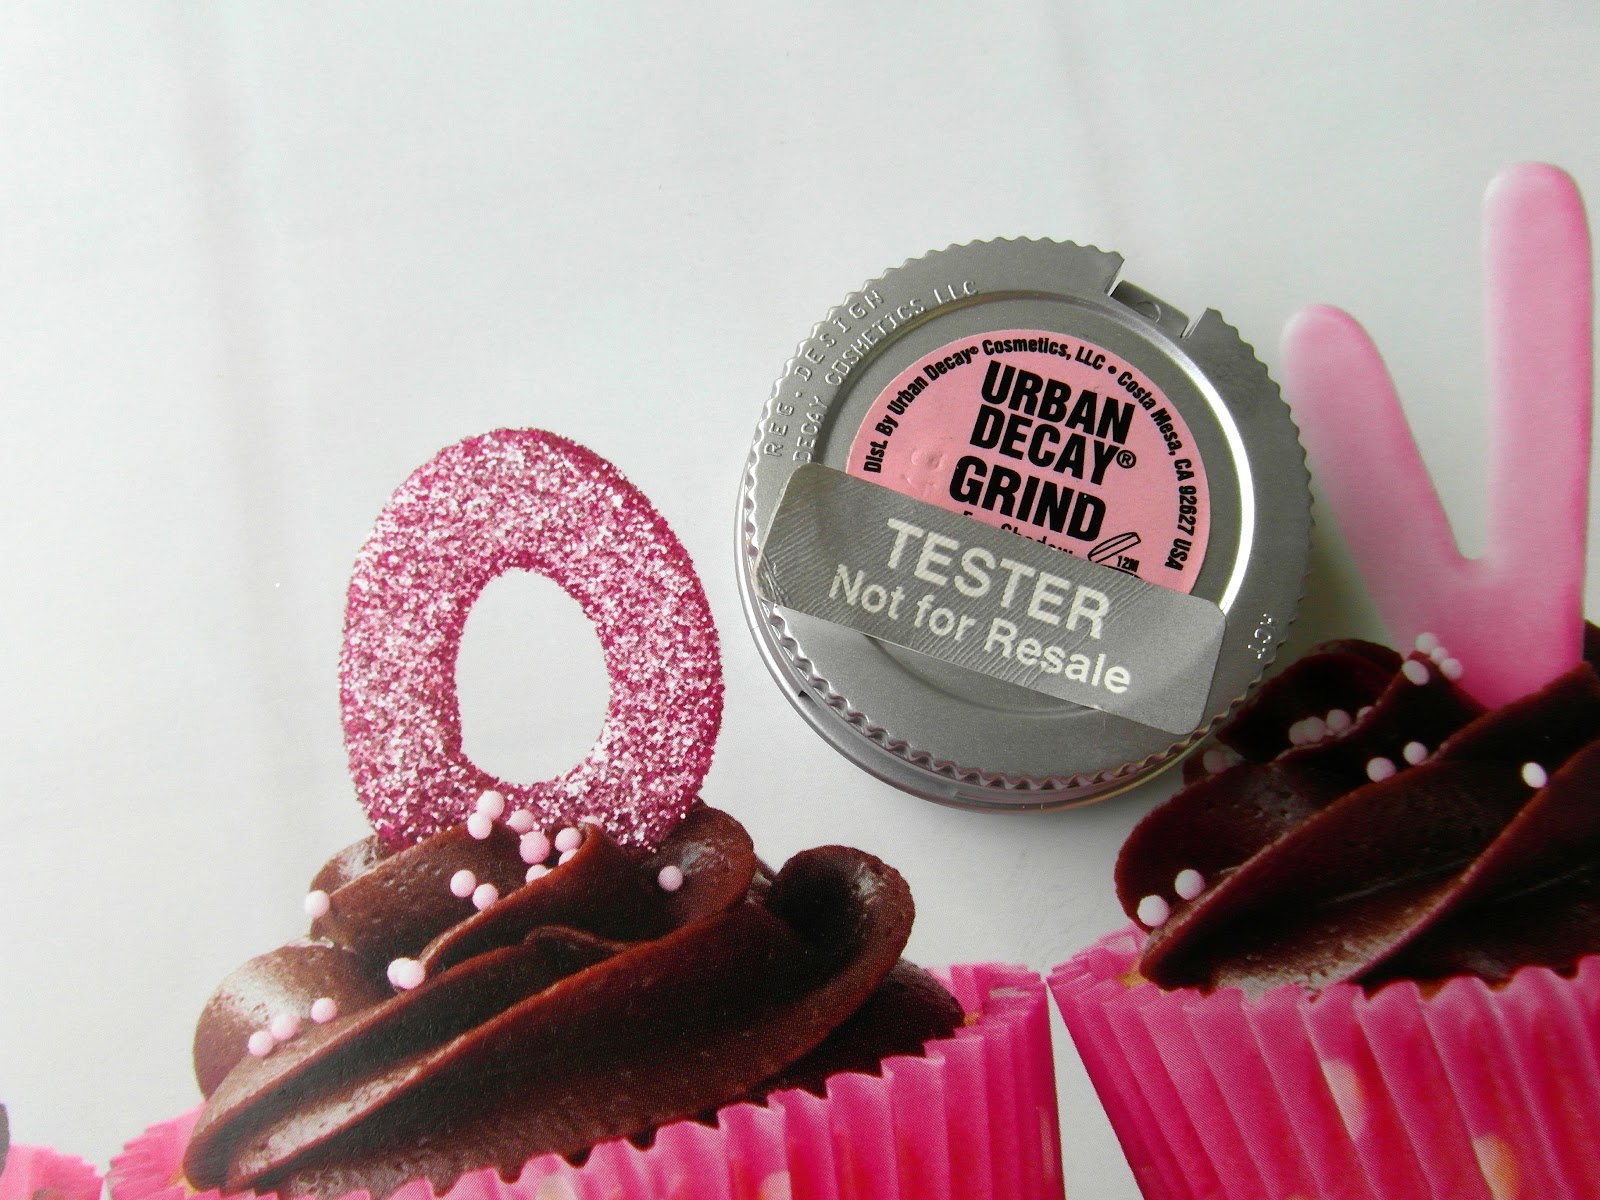 REG. DESIGN
DECAY COSMETICS LLC
Dist. By Urban Decay® Cosmetics, LLC • Costa Mesa, CA 92627 USA
URBAN
DECAY®
GRIND
12M
TESTER
Not for Resale
O
V